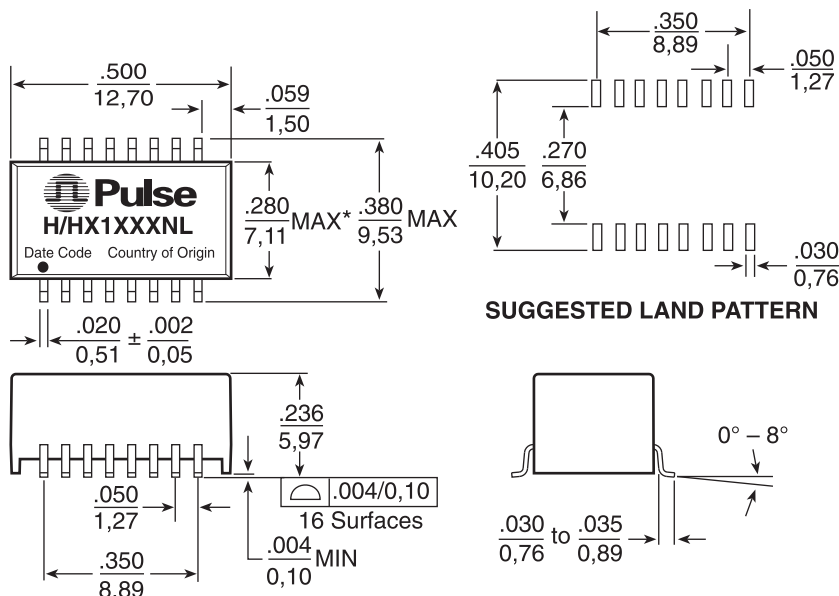 .500
12,70
.059
1,50
Pulse
H/HX1XXXNL
Date Code Country of Origin
.280
7,11 MAX*
.380
9,53 MAX
.020 ± .002
0,51 0,05
.350
8,89
.050
1,27
.405
10,20
.270
6,86
.030
0,76
SUGGESTED LAND PATTERN
.236
5,97
.050
1,27
.350
8,89
.004/0,10
16 Surfaces
.004
0,10 MIN
0° – 8°
.030 to .035
0,76 0,89